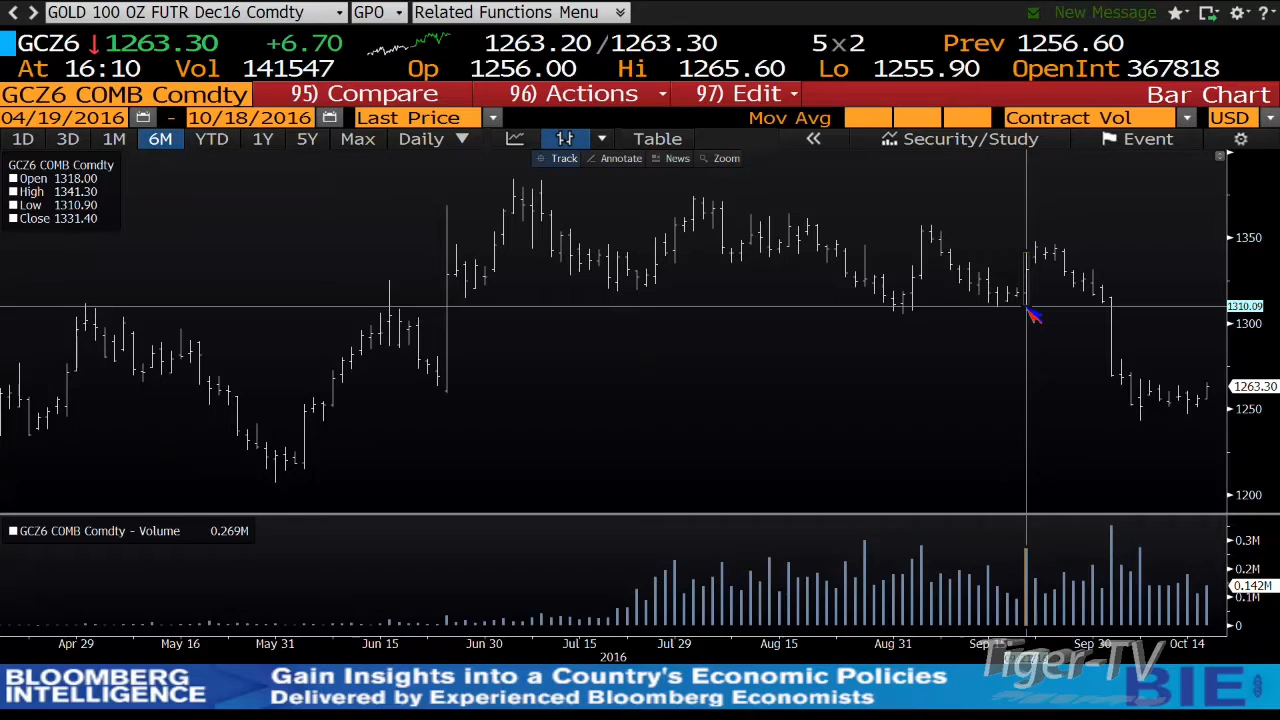 GOLD 100 OZ FUTR Dec16 Comdty GPO Related Functions Menu New Message
GCZ6 1263.30 +6.70 1263.20 / 1263.30 5 x 2 Prev 1256.60
At 16:10 Vol 141547 Op 1256.00 Hi 1265.60 Lo 1255.90 OpenInt 367818
GCZ6 COMB Comdty 95) Compare 96) Actions 97) Edit Bar Chart
04/19/2016 - 10/18/2016 Last Price Mov Avg Contract Vol USD
1D 3D 1M 6M YTD 1Y 5Y Max Daily Table Security/Study Event
Track Annotate News Zoom
GCZ6 COMB Comdty
Open 1318.00
High 1341.30
Low 1310.90
Close 1331.40
1350
1310.09
1300
1263.30
1250
1200
GCZ6 COMB Comdty - Volume 0.269M
0.3M
0.2M
0.142M
0.1M
0
Apr 29 May 16 May 31 Jun 15 Jun 30 Jul 15 Jul 29 Aug 15 Aug 31 Sep 15 Sep 30 Oct 14
2016
Tiger-TV
BLOOMBERG
INTELLIGENCE
Gain Insights into a Country's Economic Policies
Delivered by Experienced Bloomberg Economists
BIE